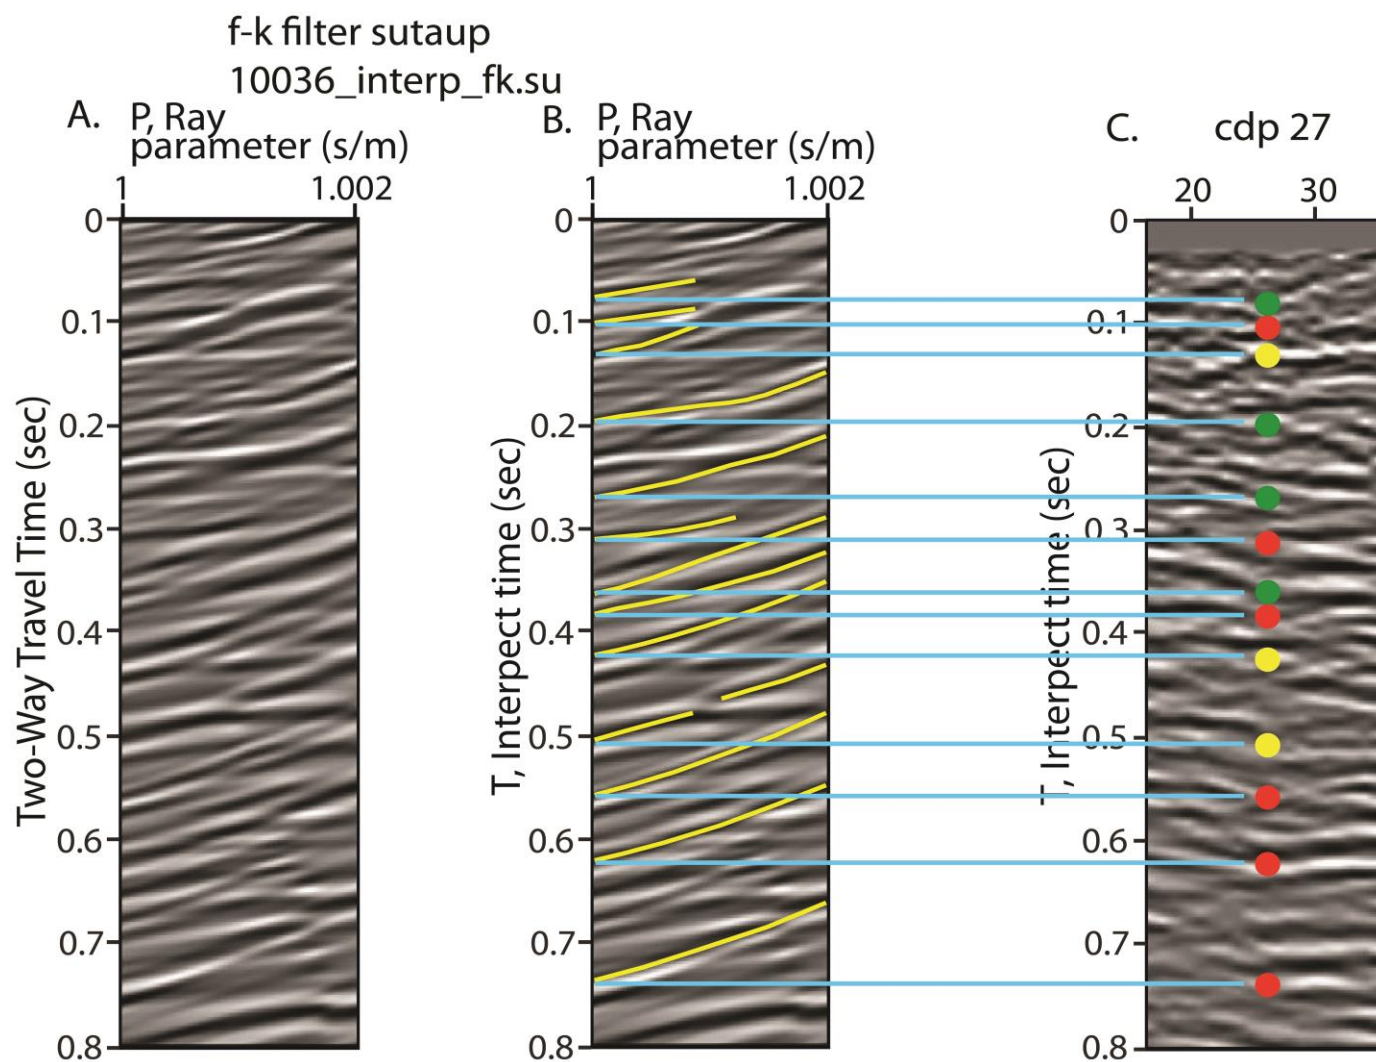 f-k filter sutaup
10036_interp_fk.su
A.
P, Ray
parameter (s/m)
1
1.002
0
0.1
0.2
0.3
0.4
0.5
0.6
0.7
0.8
Two-Way Travel Time (sec)
B.
P, Ray
parameter (s/m)
1
1.002
0
0.1
0.2
0.3
0.4
0.5
0.6
0.7
0.8
T, Interpect time (sec)
C.
cdp 27
20
30
0
0.1
0.2
0.3
0.4
0.5
0.6
0.7
0.8
T, Interpect time (sec)